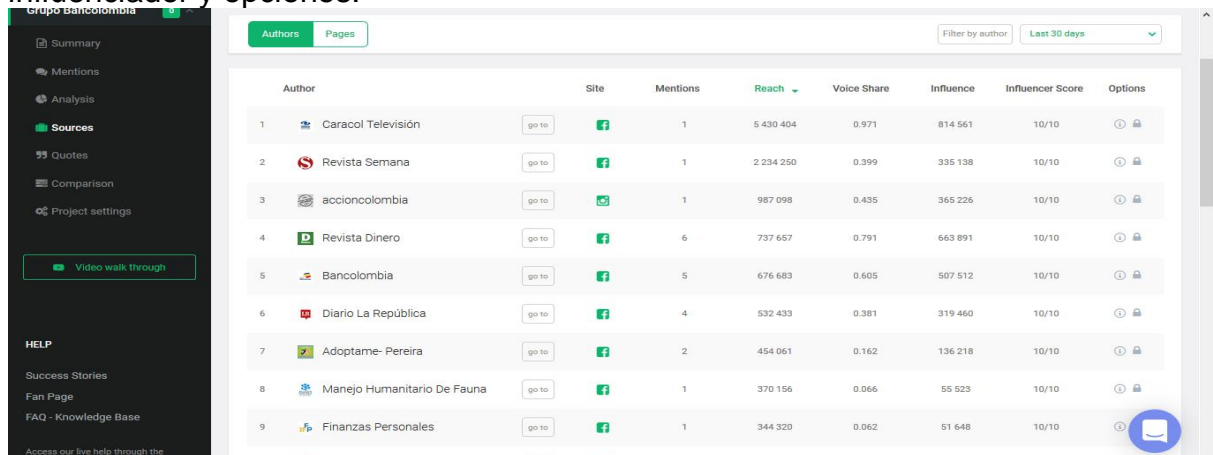 influenciador y opciones.
Grupo Bancolombia 0
Summary
Mentions
Analysis
Sources
Quotes
Comparison
Project settings
Video walk through
HELP
Success Stories
Fan Page
FAQ - Knowledge Base
Access our live help through the
Authors Pages Filter by author Last 30 days
Author Site Mentions Reach Voice Share Influence Influencer Score Options
1 Caracol Televisión go to 1 5 430 404 0.971 814 561 10/10
2 Revista Semana go to 1 2 234 250 0.399 335 138 10/10
3 accioncolombia go to 1 987 098 0.435 365 226 10/10
4 Revista Dinero go to 6 737 657 0.791 663 891 10/10
5 Bancolombia go to 5 676 683 0.605 507 512 10/10
6 Diario La República go to 4 532 433 0.381 319 460 10/10
7 Adoptame- Pereira go to 2 454 061 0.162 136 218 10/10
8 Manejo Humanitario De Fauna go to 1 370 156 0.066 55 523 10/10
9 Finanzas Personales go to 1 344 320 0.062 51 648 10/10